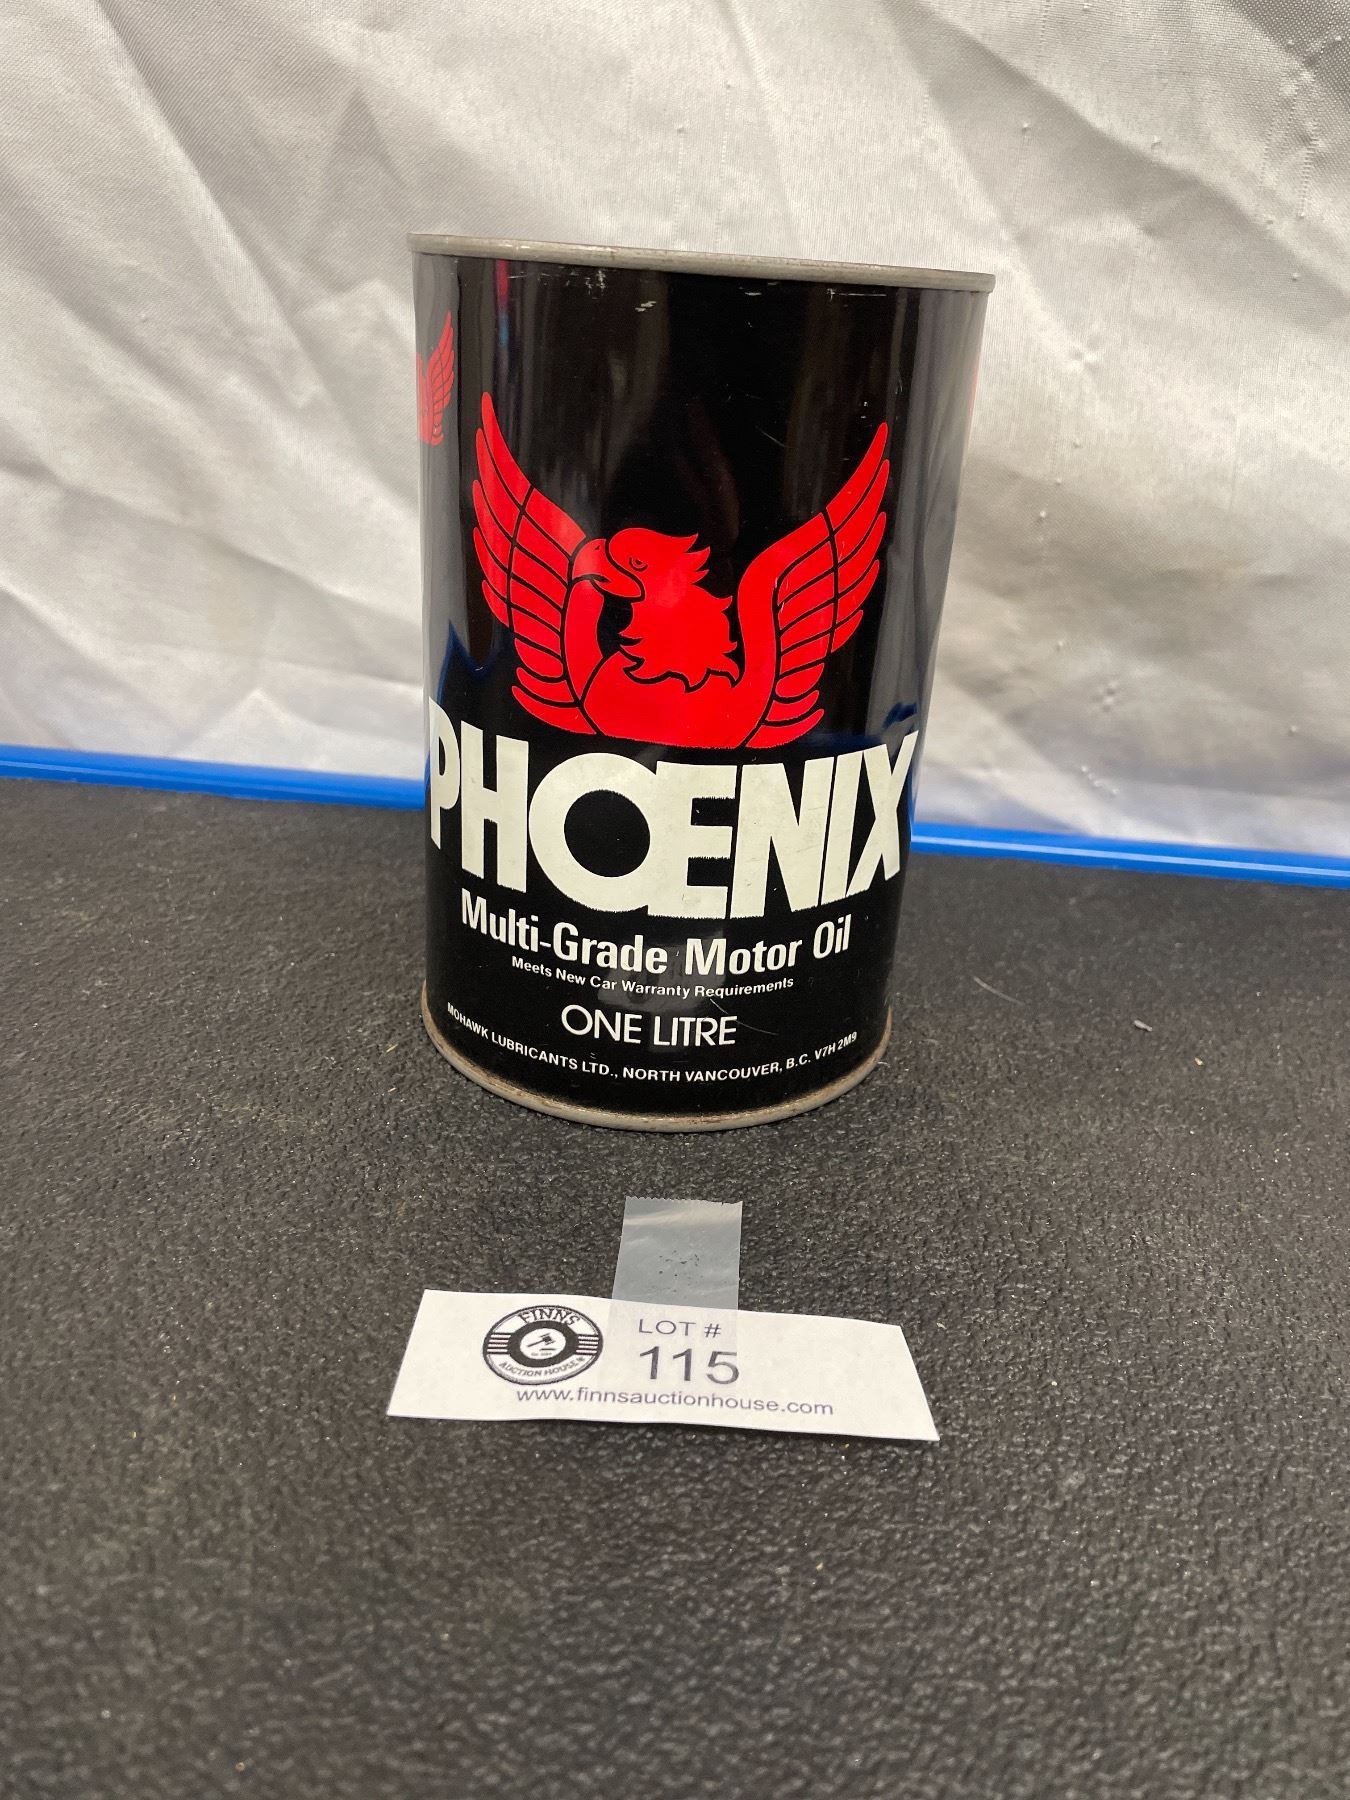 PHŒNIX
Multi-Grade Motor Oil
Meets New Car Warranty Requirements
ONE LITRE
MOHAWK LUBRICANTS LTD., NORTH VANCOUVER, B.C. V7H 2M9
FINNS
AUCTION HOUSE
LOT #
115
www.finnsauctionhouse.com